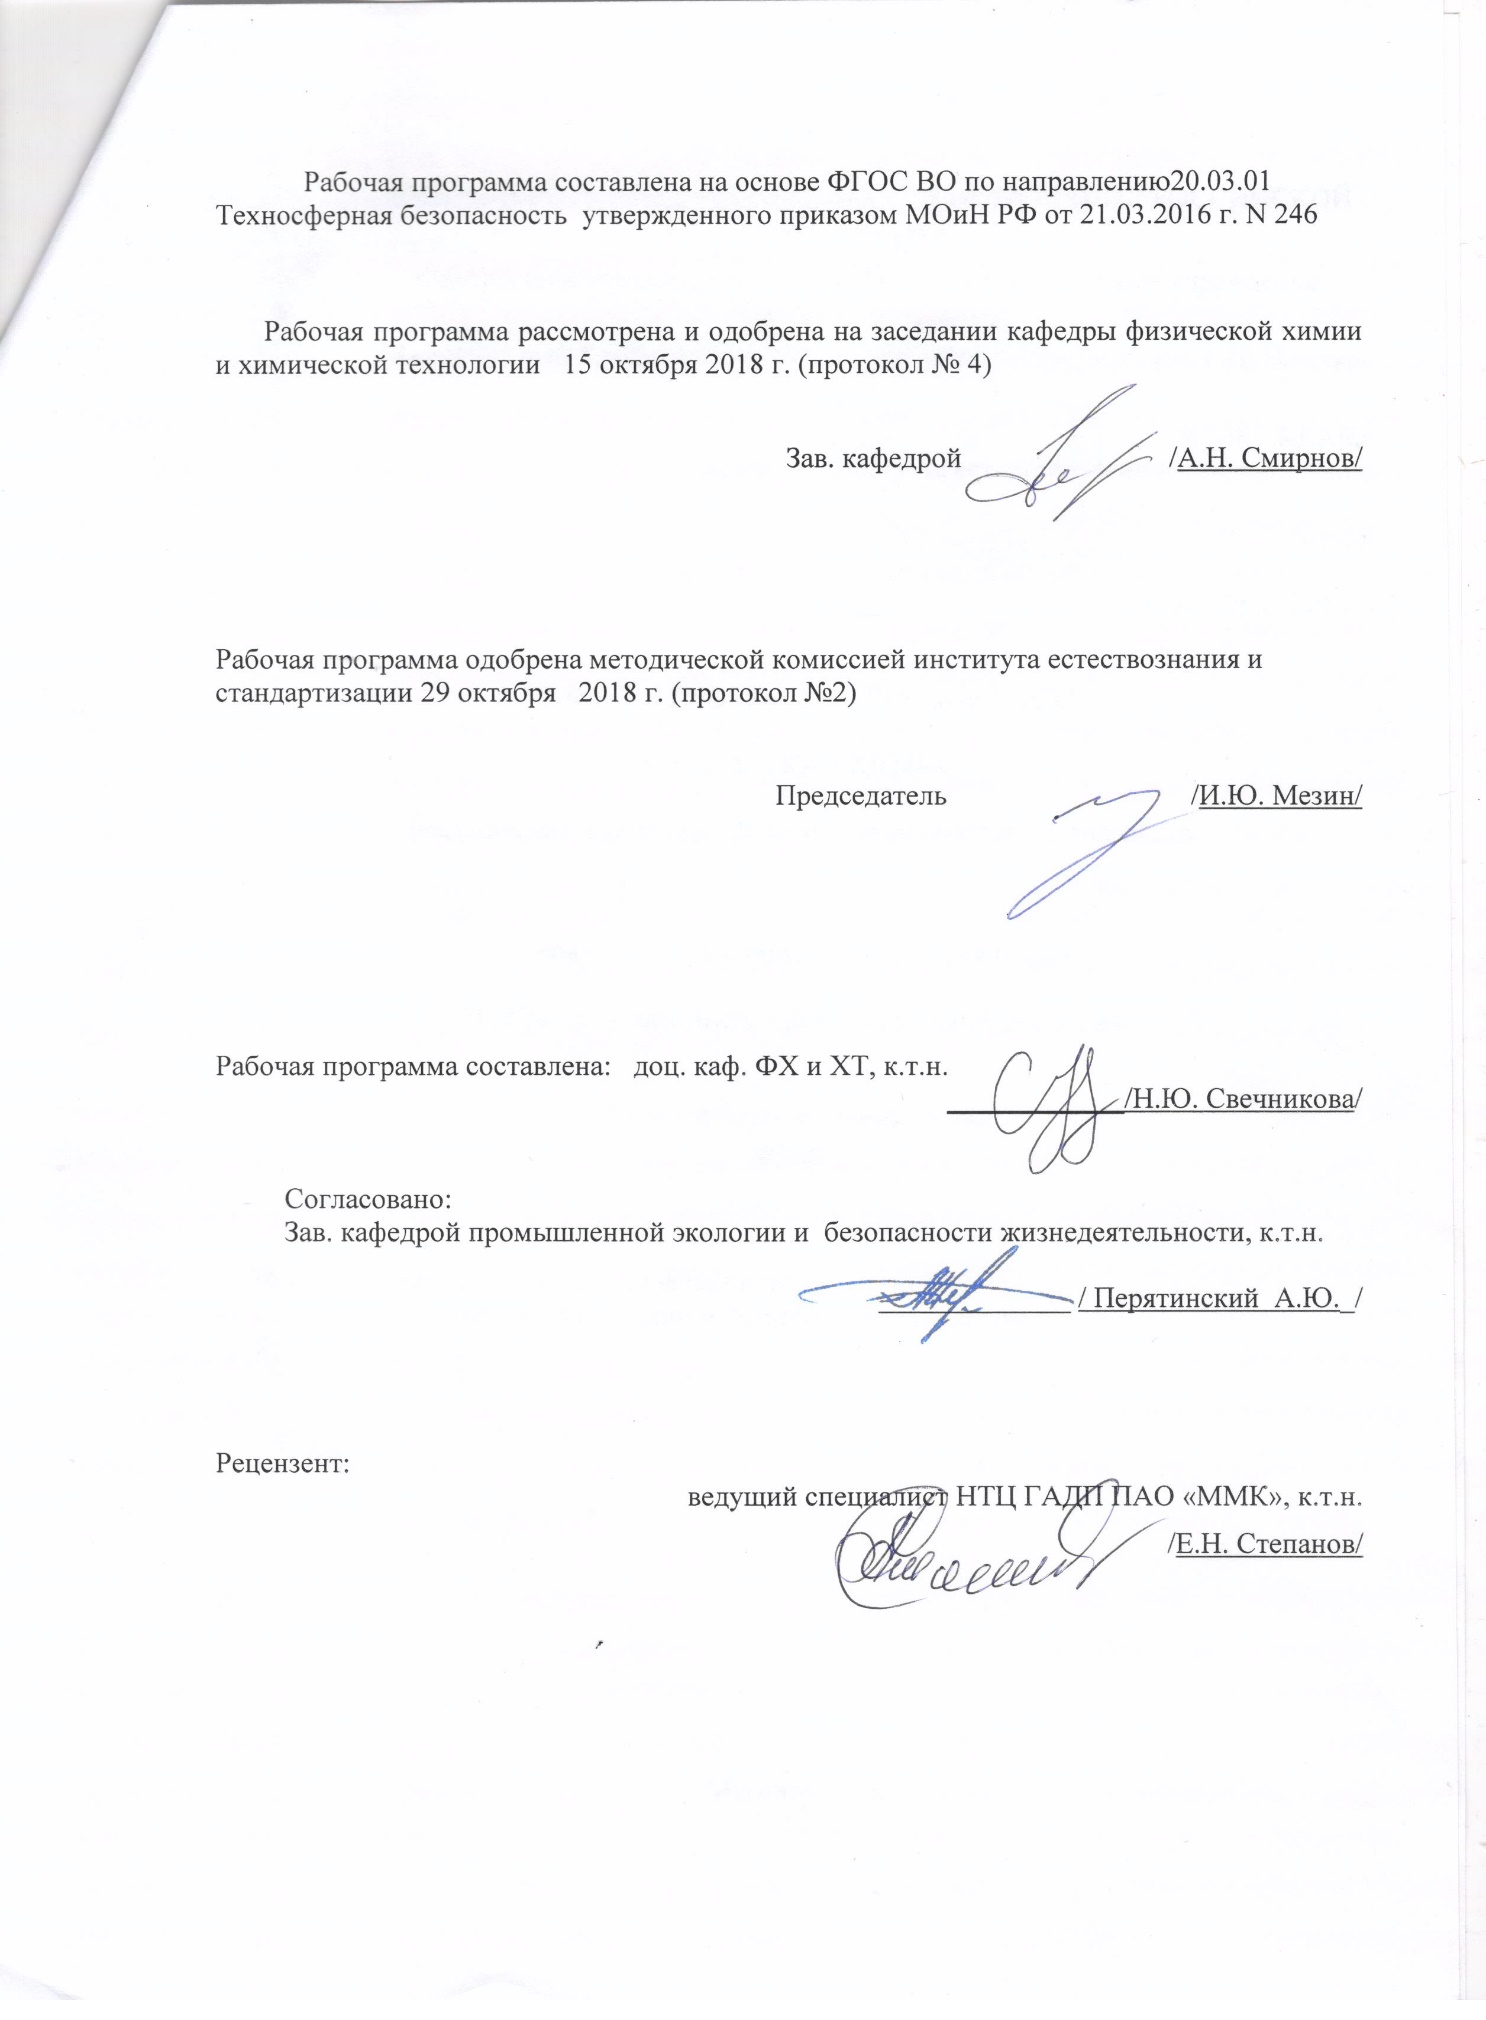 Рабочая программа составлена на основе ФГОС ВО по направлению20.03.01
Техносферная безопасность утвержденного приказом МОиН РФ от 21.03.2016 г. N 246
Рабочая программа рассмотрена и одобрена на заседании кафедры физической химии
и химической технологии 15 октября 2018 г. (протокол № 4)
Зав. кафедрой /А.Н. Смирнов/
Рабочая программа одобрена методической комиссией института естествознания и
стандартизации 29 октября 2018 г. (протокол №2)
Председатель /И.Ю. Мезин/
Рабочая программа составлена: доц. каф. ФХ и ХТ, к.т.н.
/Н.Ю. Свечникова/
Согласовано:
Зав. кафедрой промышленной экологии и безопасности жизнедеятельности, к.т.н.
/ Перятинский А.Ю._/
Рецензент:
ведущий специалист НТЦ ГАДП ПАО «ММК», к.т.н.
/Е.Н. Степанов/